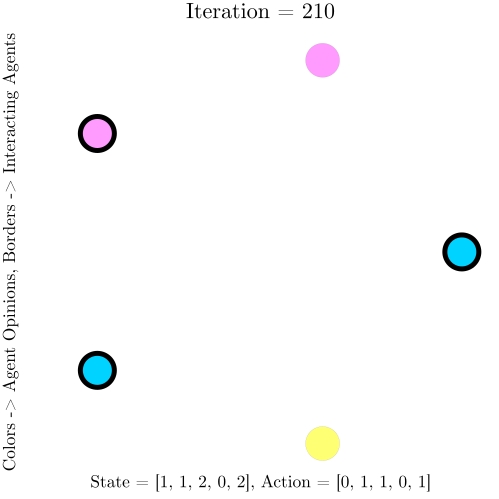 Iteration = 210
Colors -> Agent Opinions, Borders -> Interacting Agents
State = [1, 1, 2, 0, 2], Action = [0, 1, 1, 0, 1]